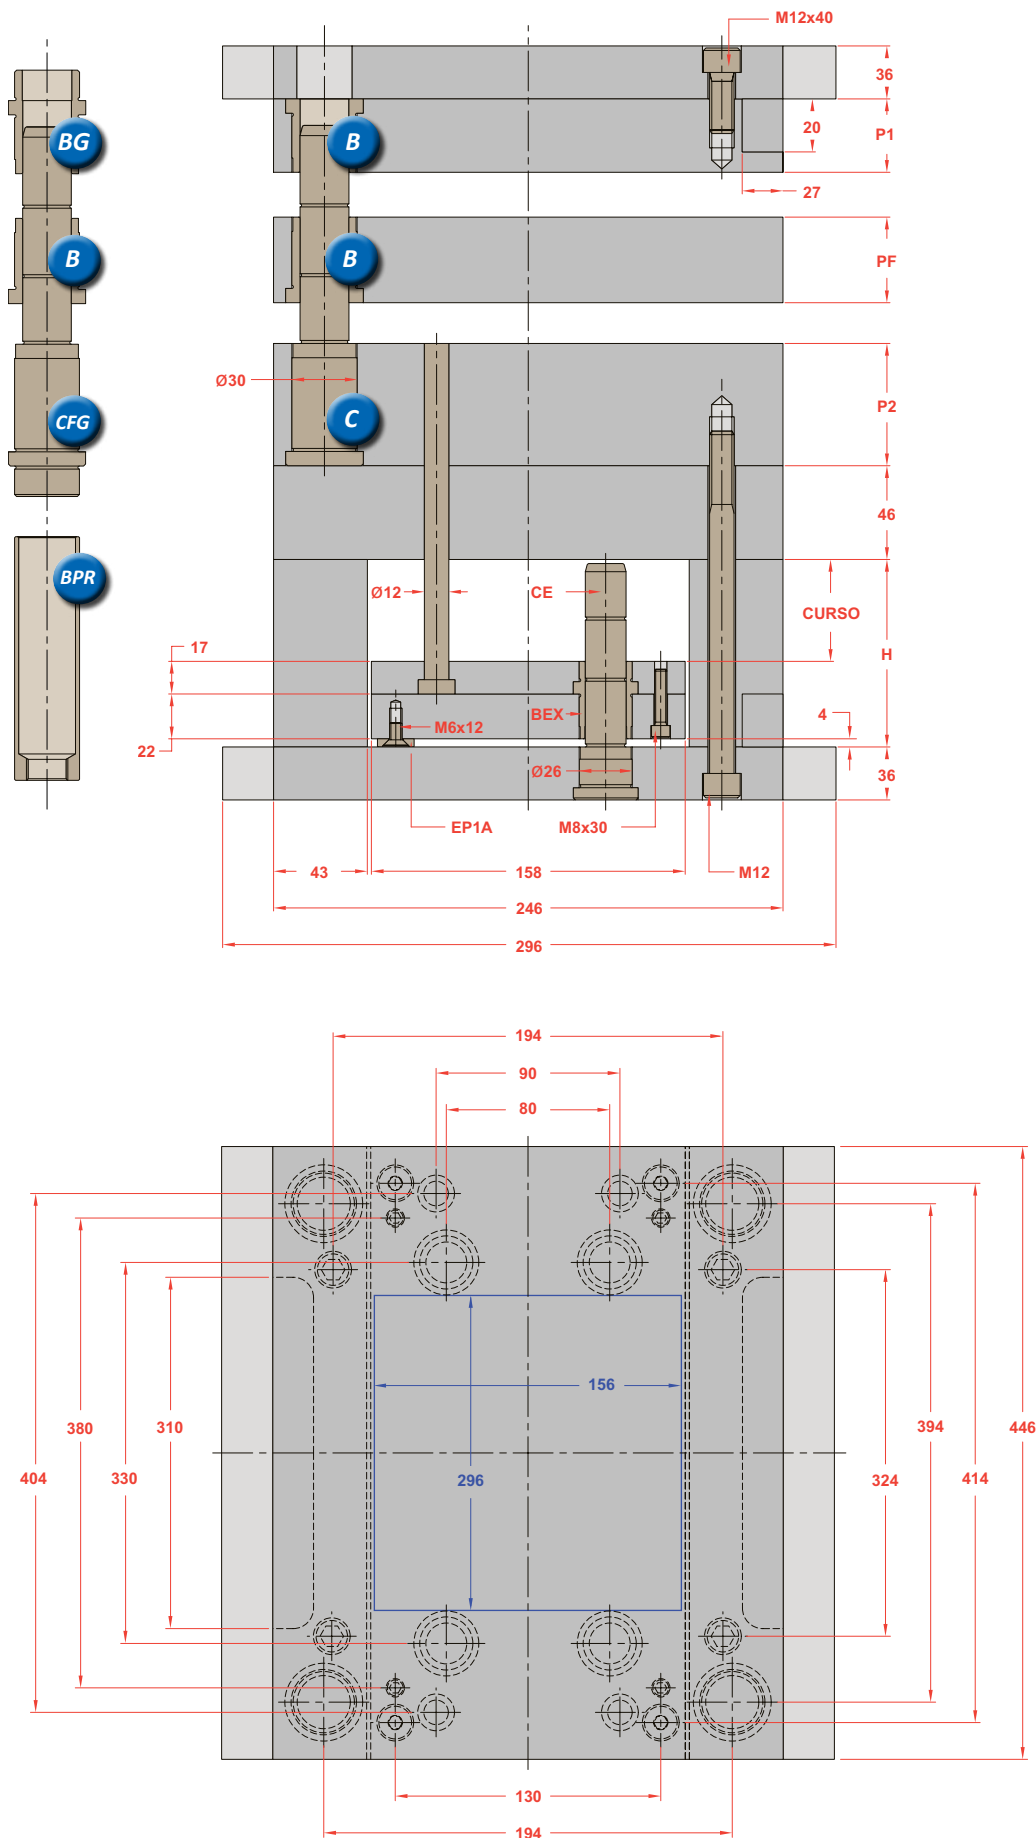 M12x40
36
20
P1
BG
B
27
B
B
PF
Ø30
P2
CFG
C
46
BPR
Ø12
CE
CURSO
17
H
BEX
4
M6x12
22
Ø26
36
EP1A
M8x30
43
158
M12
246
296
194
90
80
156
380
310
394
446
404
330
296
324
414
130
194